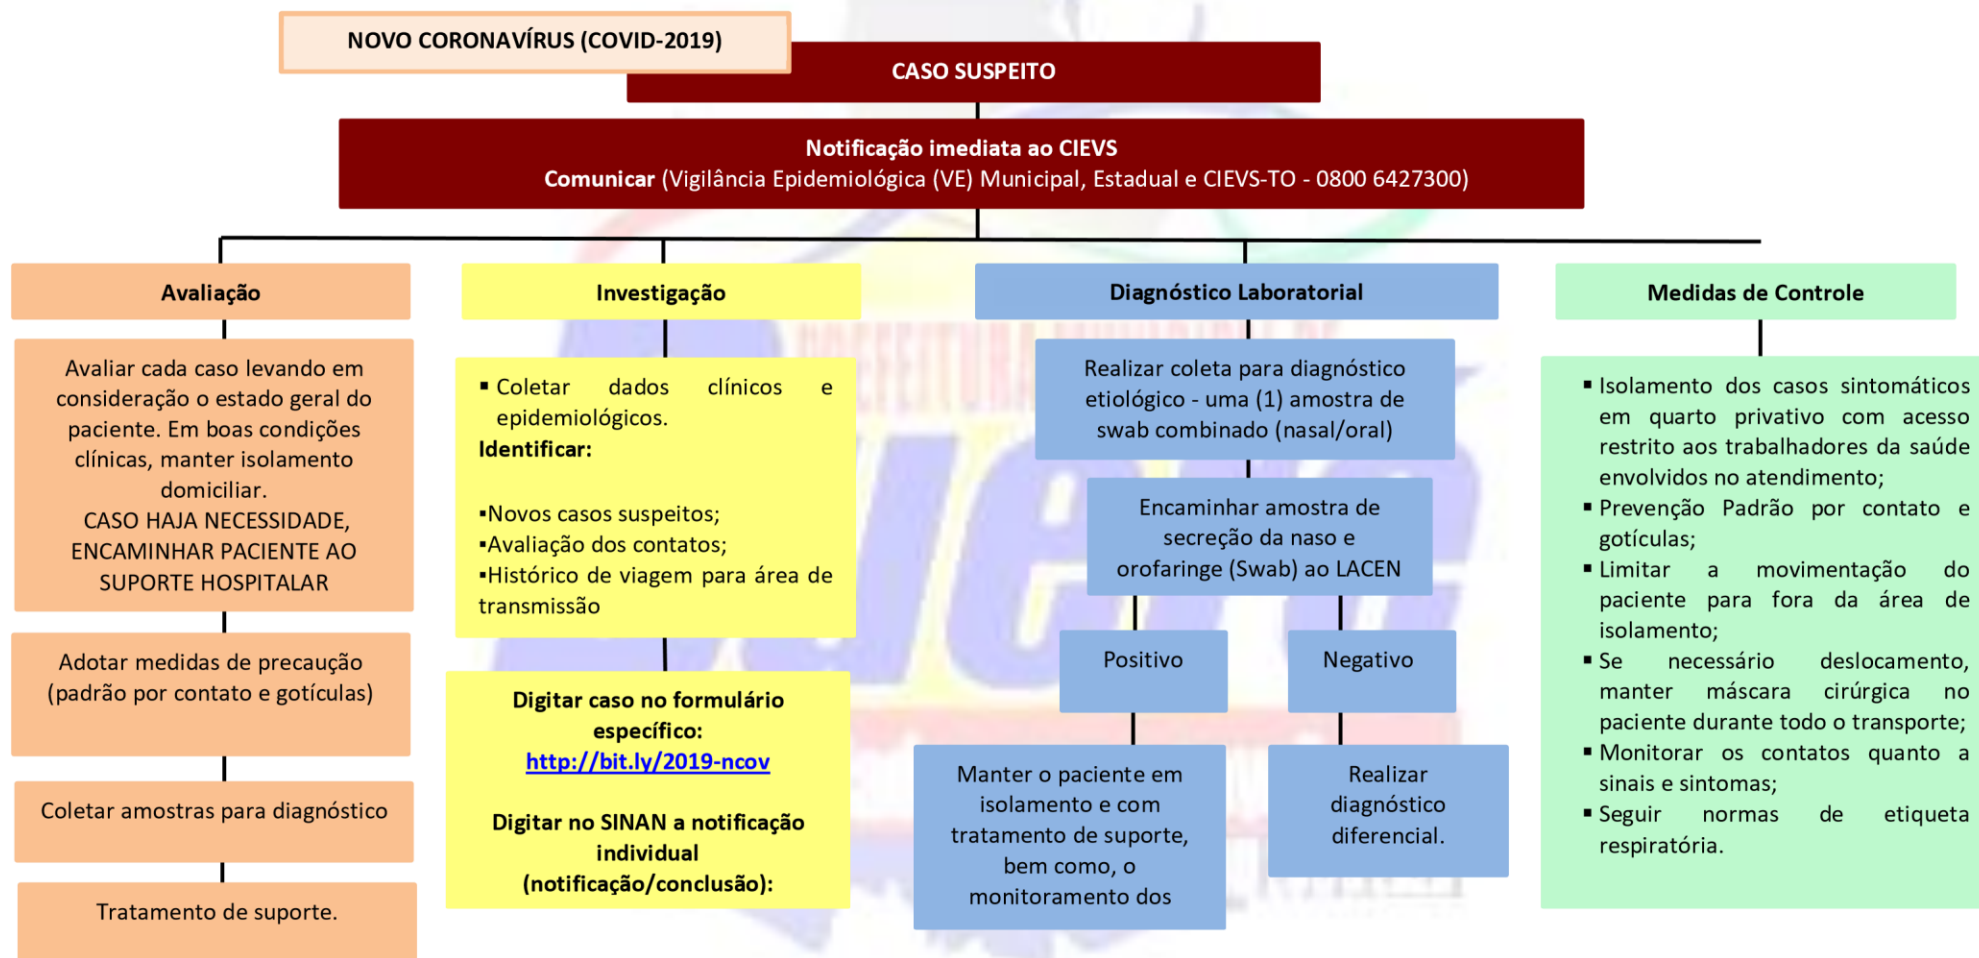 NOVO CORONAVÍRUS (COVID-2019)
CASO SUSPEITO
Notificação imediata ao CIEVS
Comunicar (Vigilância Epidemiológica (VE) Municipal, Estadual e CIEVS-TO - 0800 6427300)
Avaliação
Avaliar cada caso levando em
consideração o estado geral do
paciente. Em boas condições
clínicas, manter isolamento
domiciliar.
CASO HAJA NECESSIDADE,
ENCAMINHAR PACIENTE AO
SUPORTE HOSPITALAR
Adotar medidas de precaução
(padrão por contato e gotículas)
Coletar amostras para diagnóstico
Tratamento de suporte.
Investigação
▪ Coletar dados clínicos e
epidemiológicos.
Identificar:
▪Novos casos suspeitos;
▪Avaliação dos contatos;
▪Histórico de viagem para área de
transmissão
Digitar caso no formulário
específico:
http://bit.ly/2019-ncov
Digitar no SINAN a notificação
individual
(notificação/conclusão):
Diagnóstico Laboratorial
Realizar coleta para diagnóstico
etiológico - uma (1) amostra de
swab combinado (nasal/oral)
Encaminhar amostra de
secreção da naso e
orofaringe (Swab) ao LACEN
Positivo
Negativo
Manter o paciente em
isolamento e com
tratamento de suporte,
bem como, o
monitoramento dos
Realizar
diagnóstico
diferencial.
Medidas de Controle
▪ Isolamento dos casos sintomáticos
em quarto privativo com acesso
restrito aos trabalhadores da saúde
envolvidos no atendimento;
▪ Prevenção Padrão por contato e
gotículas;
▪ Limitar a movimentação do
paciente para fora da área de
isolamento;
▪ Se necessário deslocamento,
manter máscara cirúrgica no
paciente durante todo o transporte;
▪ Monitorar os contatos quanto a
sinais e sintomas;
▪ Seguir normas de etiqueta
respiratória.